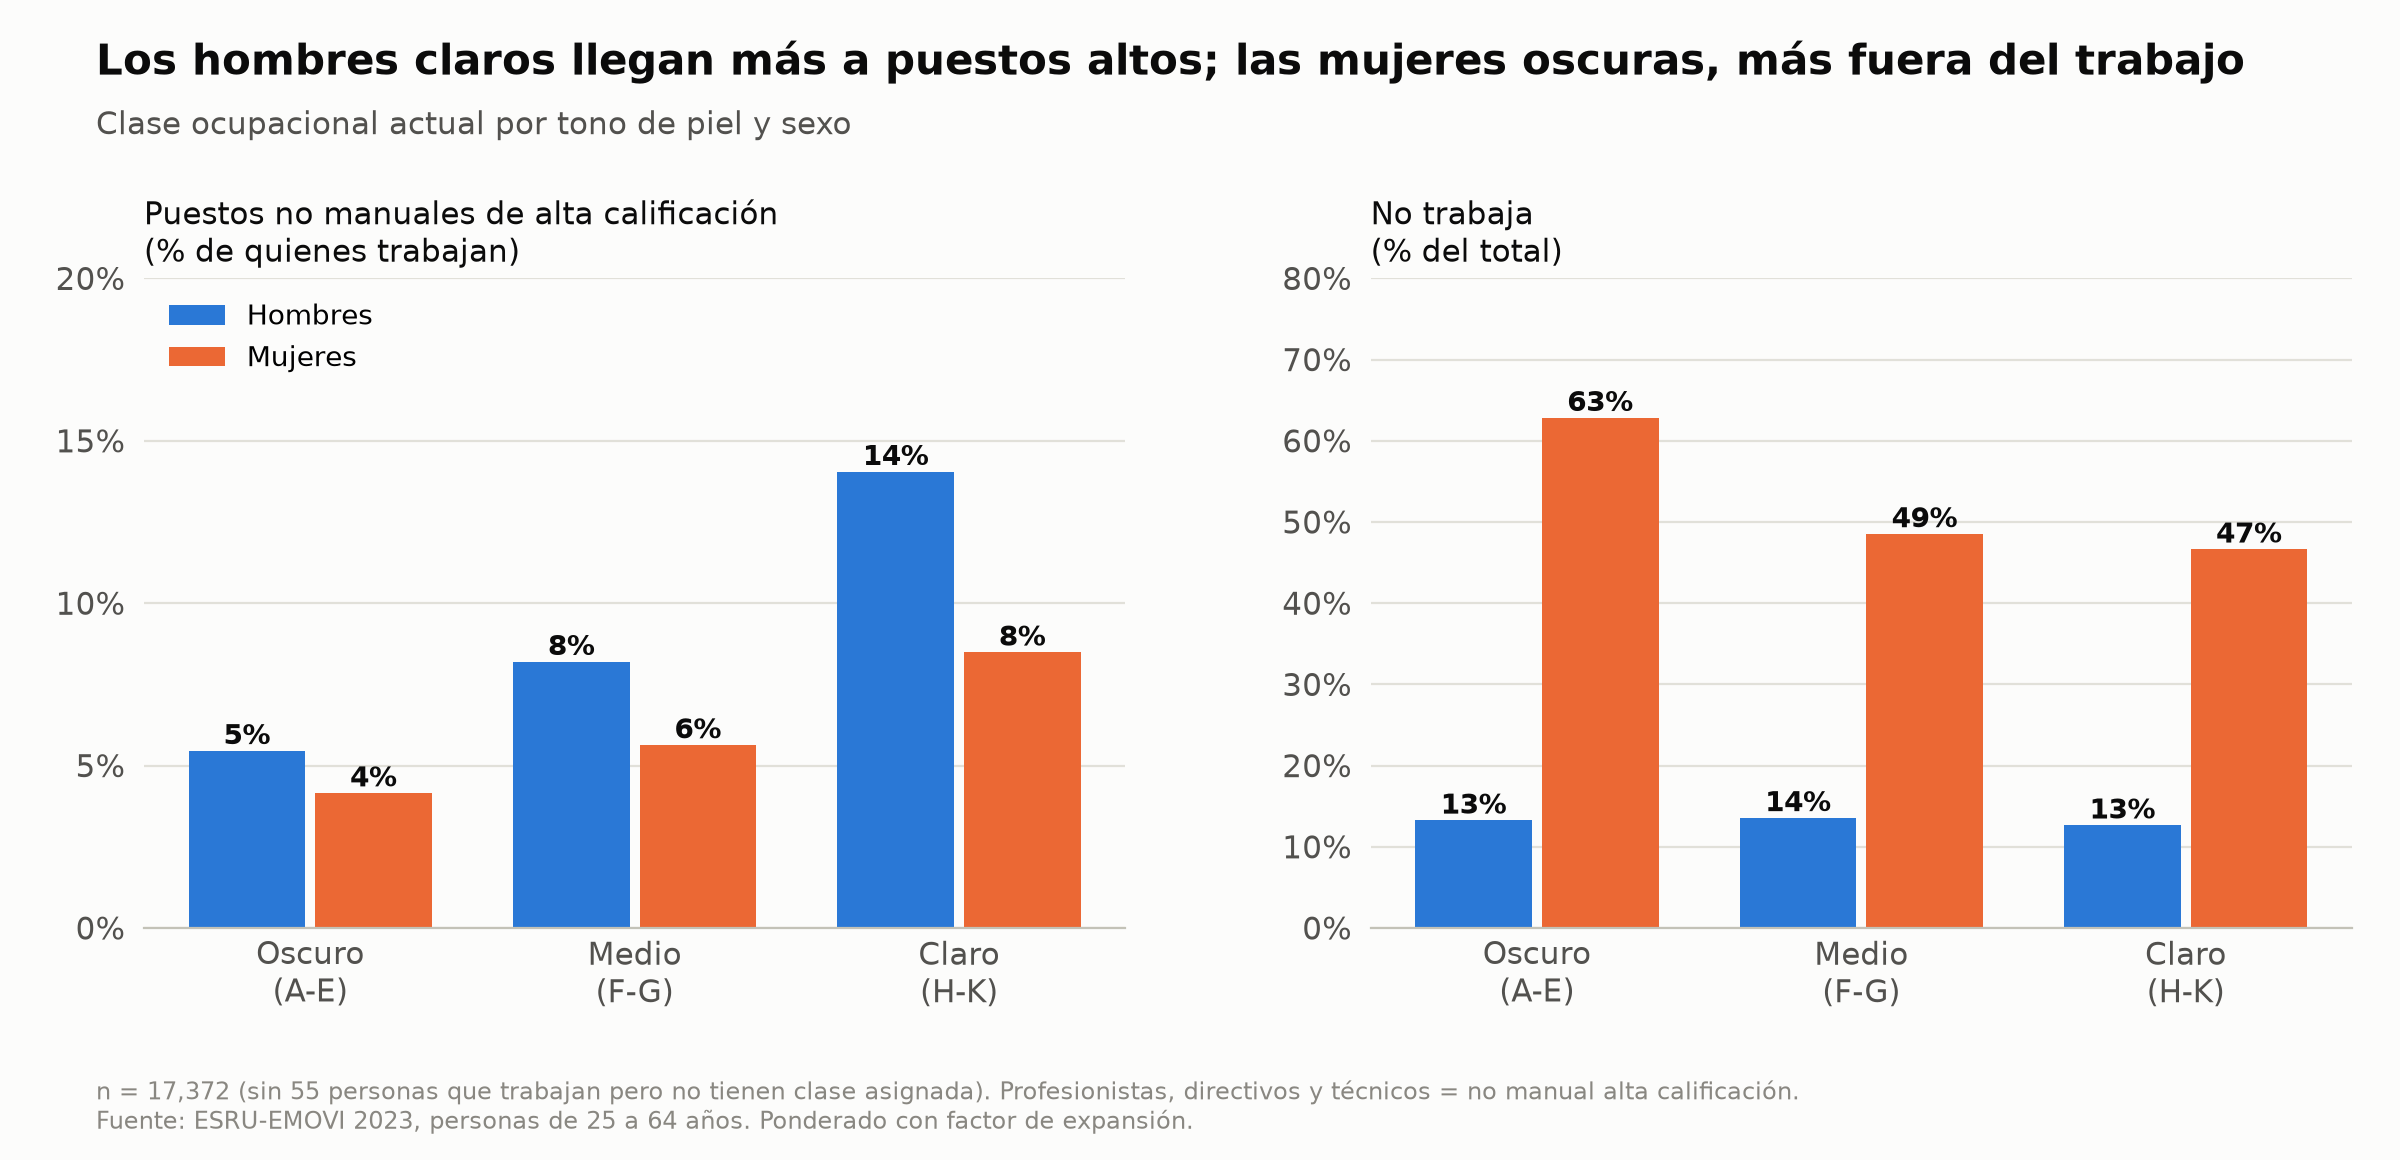 Los hombres claros llegan más a puestos altos; las mujeres oscuras, más fuera del trabajo
Clase ocupacional actual por tono de piel y sexo
Puestos no manuales de alta calificación
(% de quienes trabajan)
20%
15%
10%
5%
0%
Hombres
Mujeres
5%
4%
8%
6%
14%
8%
Oscuro
(A-E)
Medio
(F-G)
Claro
(H-K)
No trabaja
(% del total)
80%
70%
60%
50%
40%
30%
20%
10%
0%
13%
63%
14%
49%
13%
47%
Oscuro
(A-E)
Medio
(F-G)
Claro
(H-K)
n = 17,372 (sin 55 personas que trabajan pero no tienen clase asignada). Profesionistas, directivos y técnicos = no manual alta calificación.
Fuente: ESRU-EMOVI 2023, personas de 25 a 64 años. Ponderado con factor de expansión.